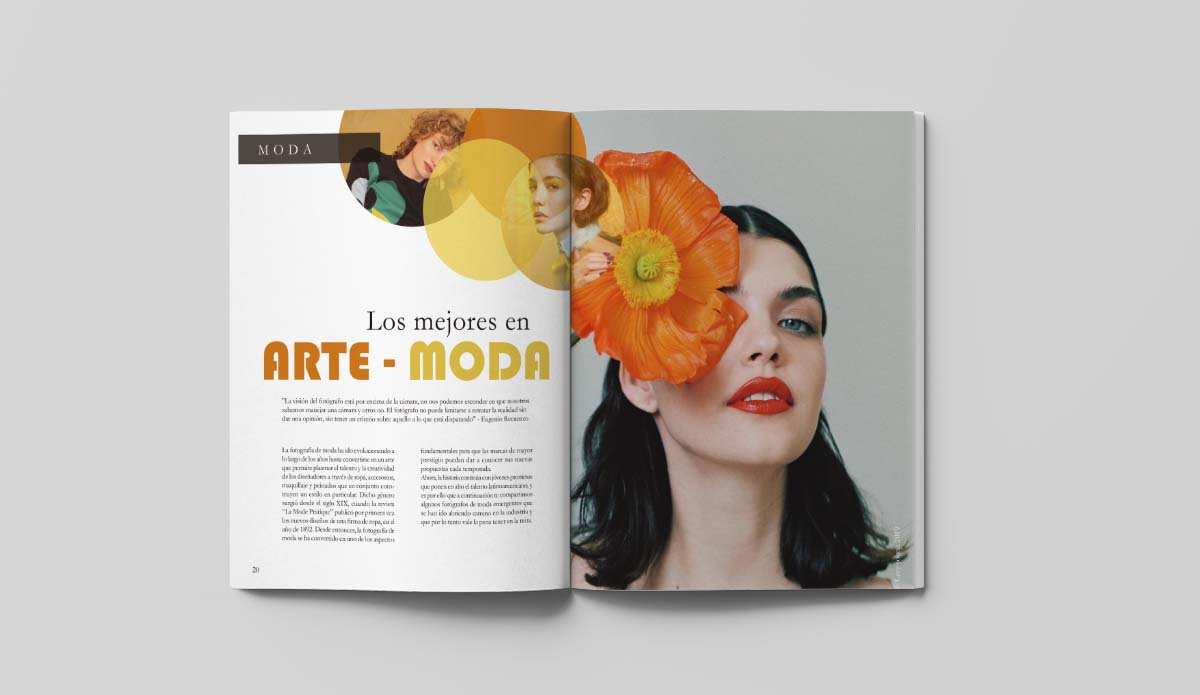 MODA
Los mejores en
ARTE - MODA
"La visión del fotógrafo está por encima de la cámara, no nos podemos esconder en que nosotros
sabemos manejar una cámara y otros no. El fotógrafo no puede limitarse a retratar la realidad sin
dar una opinión, sin tener un criterio sobre aquello a lo que está disparando" - Eugenio Recuenco
La fotografía de moda ha ido evolucionando a
lo largo de los años hasta convertirse en un arte
que permite plasmar el talento y la creatividad
de los diseñadores a través de ropa, accesorios,
maquillaje y peinados que en conjunto cons-
truyen un estilo en particular. Dicho género
surgió desde el siglo XIX, cuando la revista
"La Mode Pratique" publicó por primera vez
los nuevos diseños de una firma de ropa, en el
año de 1892. Desde entonces, la fotografía de
moda se ha convertido en uno de los aspectos
fundamentales para que las marcas de mayor
prestigio puedan dar a conocer sus nuevas
propuestas cada temporada.
Ahora, la historia continúa con jóvenes promesas
que ponen en alto el talento latinoamericano, y
es por ello que a continuación te compartimos
algunos fotógrafos de moda emergentes que
se han ido abriendo camino en la industria y
que por lo tanto vale la pena tener en la mira.
20
2019